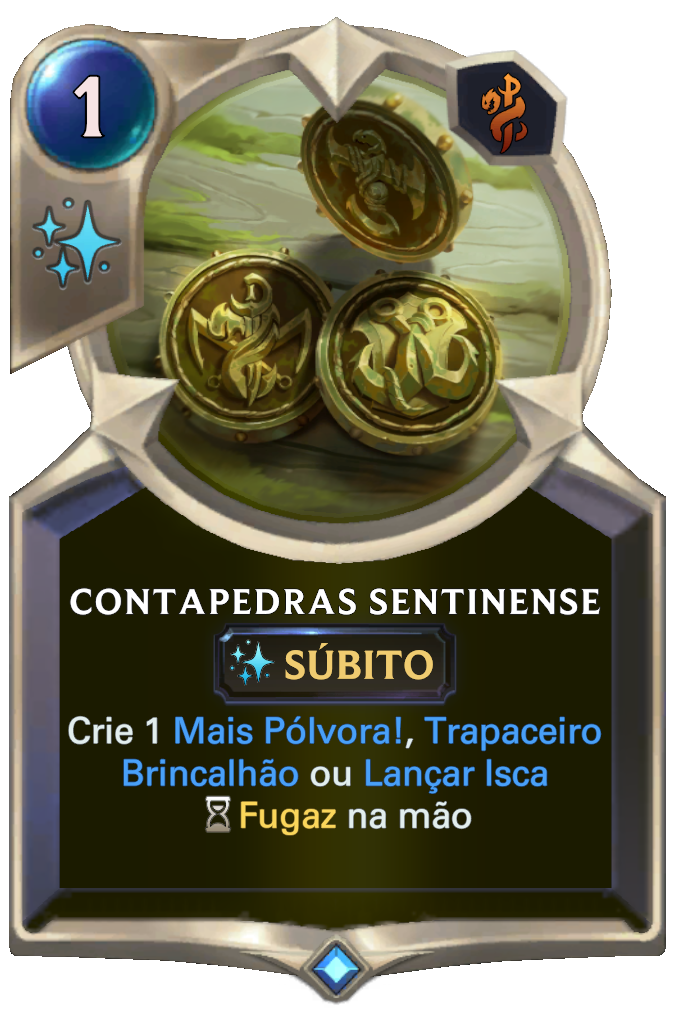 1
CONTAPEDRAS SENTINENSE
SÚBITO
Crie 1 Mais Pólvora!, Trapaceiro
Brincalhão ou Lançar Isca
Fugaz na mão